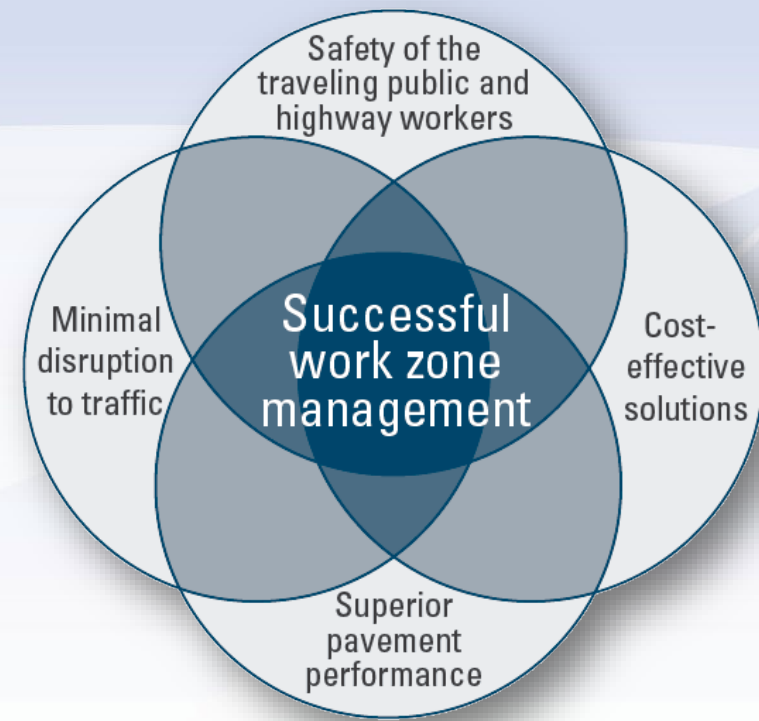 Safety of the
traveling public and
highway workers
Minimal
disruption
to traffic
Successful
work zone
management
Cost-
effective
solutions
Superior
pavement
performance